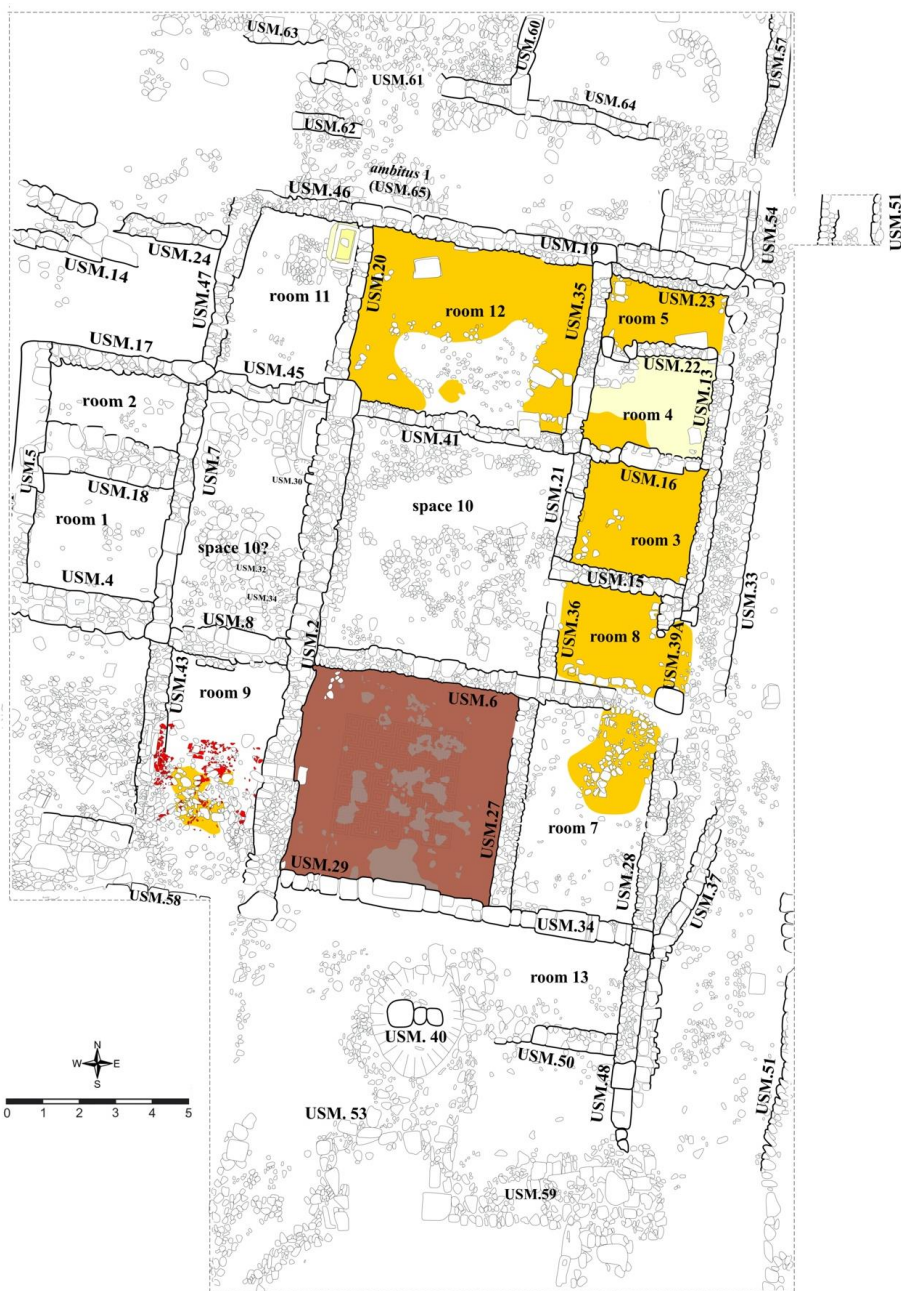 USM.63
USM.60
USM.57
USM.61
USM.64
USM.62
ambitus 1
(USM.65)
USM.46
USM.51
USM.54
USM.24
USM.14
USM.47
USM.19
USM.20
USM.35
USM.23
room 11
room 12
room 5
USM.17
USM.45
USM.22
USM.13
room 2
room 4
USM.41
USM.5
USM.7
USM.30
USM.21
USM.16
USM.18
room 1
space 10
space 10?
room 3
USM.32
USM.4
USM.34
USM.15
USM.33
USM.8
USM.2
USM.36
room 8
USM.39A
USM.43
room 9
USM.6
USM.27
room 7
USM.29
USM.28
USM.37
USM.58
USM.34
room 13
USM. 40
USM.50
USM.48
USM.51
N
W E
S
0 1 2 3 4 5
USM. 53
USM.59